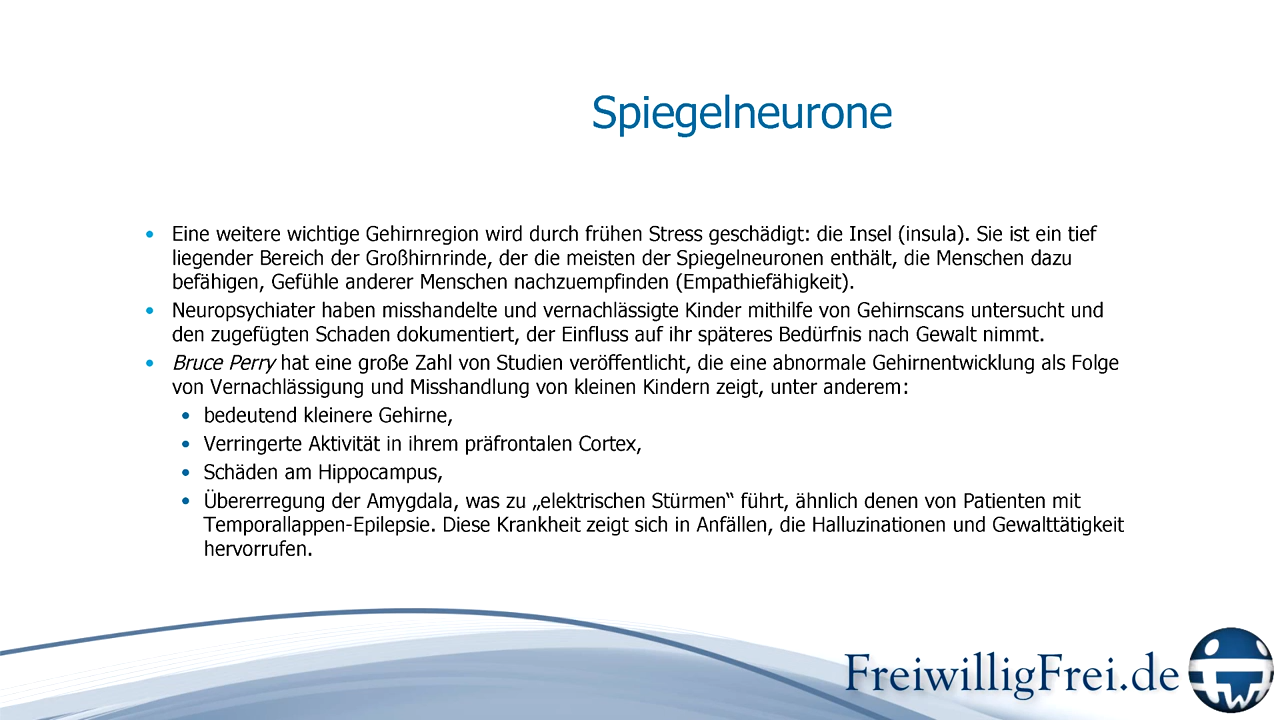 Spiegelneurone
• Eine weitere wichtige Gehirnregion wird durch frühen Stress geschädigt: die Insel (insula). Sie ist ein tief
liegender Bereich der Großhirnrinde, der die meisten der Spiegelneuronen enthält, die Menschen dazu
befähigen, Gefühle anderer Menschen nachzuempfinden (Empathiefähigkeit).
• Neuropsychiater haben misshandelte und vernachlässigte Kinder mithilfe von Gehirnscans untersucht und
den zugefügten Schaden dokumentiert, der Einfluss auf ihr späteres Bedürfnis nach Gewalt nimmt.
• Bruce Perry hat eine große Zahl von Studien veröffentlicht, die eine abnormale Gehirnentwicklung als Folge
von Vernachlässigung und Misshandlung von kleinen Kindern zeigt, unter anderem:
• bedeutend kleinere Gehirne,
• Verringerte Aktivität in ihrem präfrontalen Cortex,
• Schäden am Hippocampus,
• Übererregung der Amygdala, was zu „elektrischen Stürmen“ führt, ähnlich denen von Patienten mit
Temporallappen-Epilepsie. Diese Krankheit zeigt sich in Anfällen, die Halluzinationen und Gewalttätigkeit
hervorrufen.
FreiwilligFrei.de